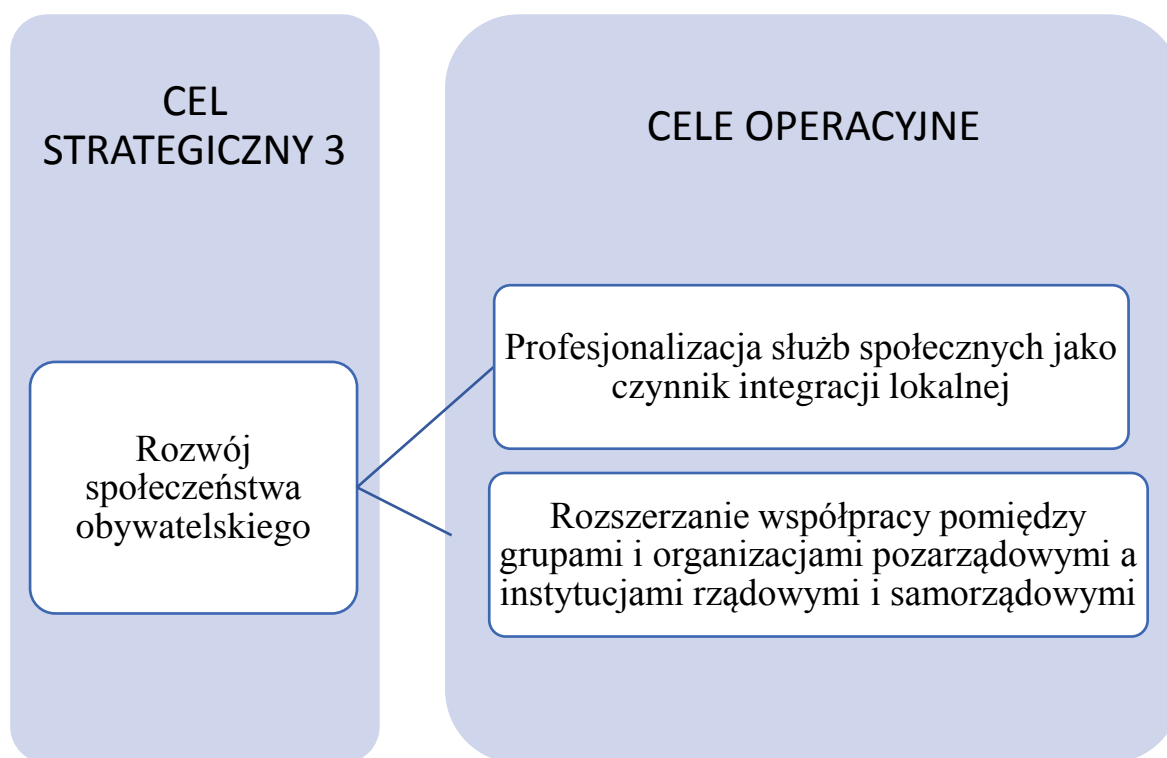 CEL
STRATEGICZNY 3
Rozwój
społeczeństwa
obywatelskiego
CELE OPERACYJNE
Profesjonalizacja służb społecznych jako
czynnik integracji lokalnej
Rozszerzanie współpracy pomiędzy
grupami i organizacjami pozarządowymi a
instytucjami rządowymi i samorządowymi